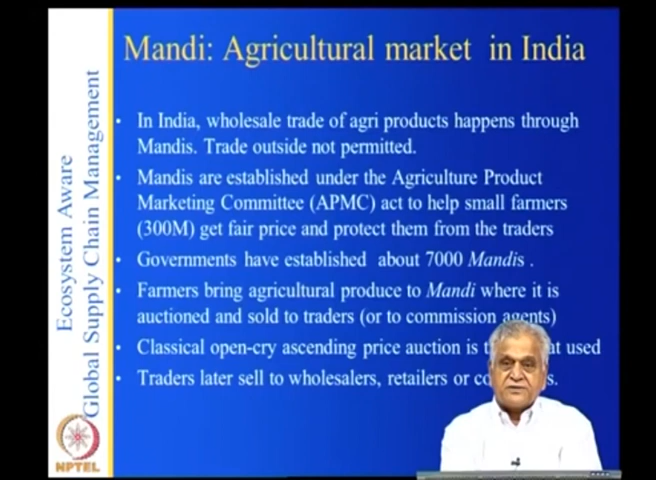 Mandi: Agricultural market in India
• In India, wholesale trade of agri products happens through
Mandis. Trade outside not permitted.
• Mandis are established under the Agriculture Product
Marketing Committee (APMC) act to help small farmers
(300M) get fair price and protect them from the traders
• Governments have established about 7000 Mandis .
• Farmers bring agricultural produce to Mandi where it is
auctioned and sold to traders (or to commission agents)
• Classical open-cry ascending price auction is used
• Traders later sell to wholesalers, retailers or
Ecosystem Aware
Global Supply Chain Management
NPTEL